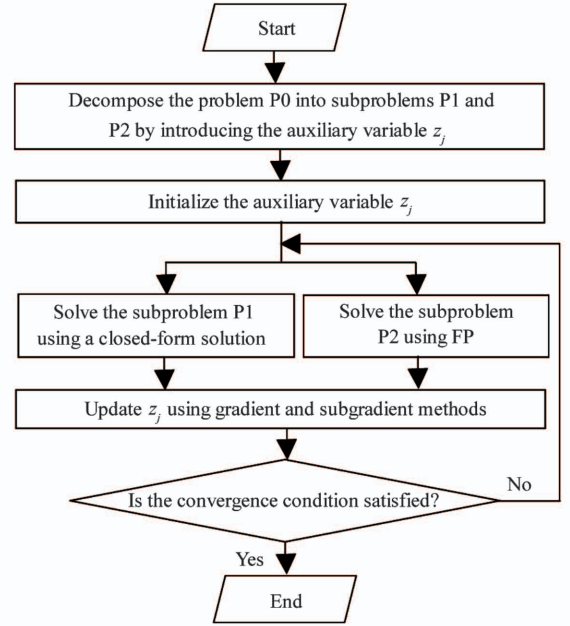 Start
Decompose the problem P0 into subproblems P1 and
P2 by introducing the auxiliary variable z_j
Initialize the auxiliary variable z_j
Solve the subproblem P1
using a closed-form solution
Solve the subproblem
P2 using FP
Update z_j using gradient and subgradient methods
Is the convergence condition satisfied?
No
Yes
End